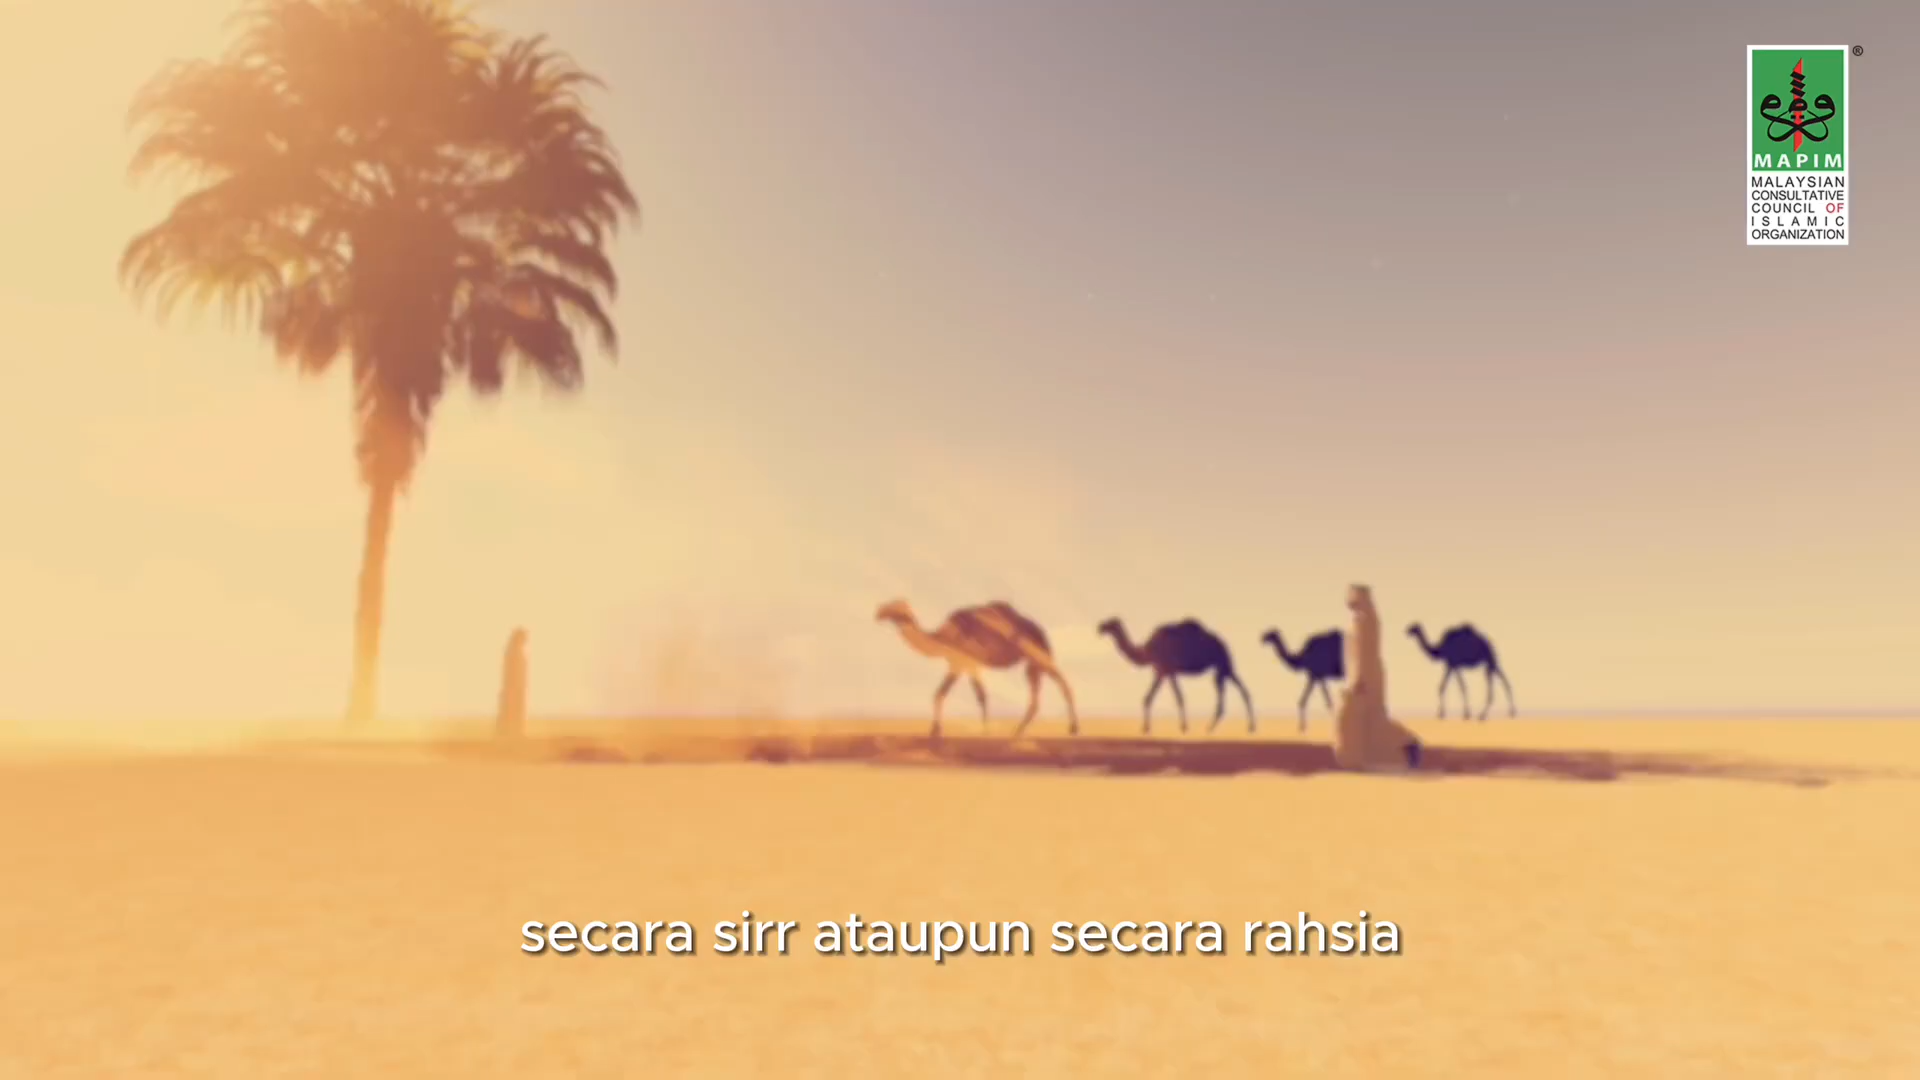 ®
MAPIM
MALAYSIAN
CONSULTATIVE
COUNCIL OF
ISLAMIC
ORGANIZATION
secara sirr ataupun secara rahsia